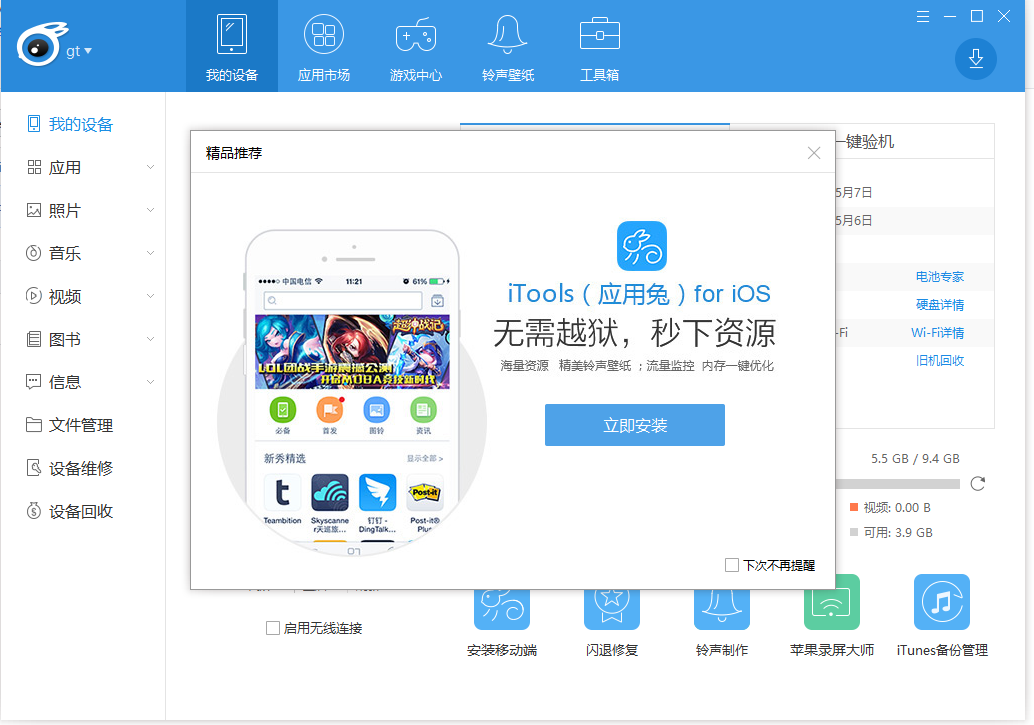 gt
我的设备
应用市场
游戏中心
铃声壁纸
工具箱
我的设备
应用
照片
音乐
视频
图书
信息
文件管理
设备维修
设备回收
精品推荐
中国电信
11:21
61%
LOL团战手游震撼公测
开启MOBA竞技新时代
超神战记
必备
首发
图铃
资讯
新秀精选
显示全部 >
Teambition
Skyscanne
r天巡旅...
钉钉 -
DingTalk...
Post-it
Post-it®
Plus
iTools（应用兔）for iOS
无需越狱，秒下资源
海量资源 精美铃声壁纸 ；流量监控 内存一键优化
立即安装
下次不再提醒
一键验机
5月7日
5月6日
电池专家
硬盘详情
-Fi
Wi-Fi详情
旧机回收
5.5 GB / 9.4 GB
视频: 0.00 B
可用: 3.9 GB
启用无线连接
安装移动端
闪退修复
铃声制作
苹果录屏大师
iTunes备份管理